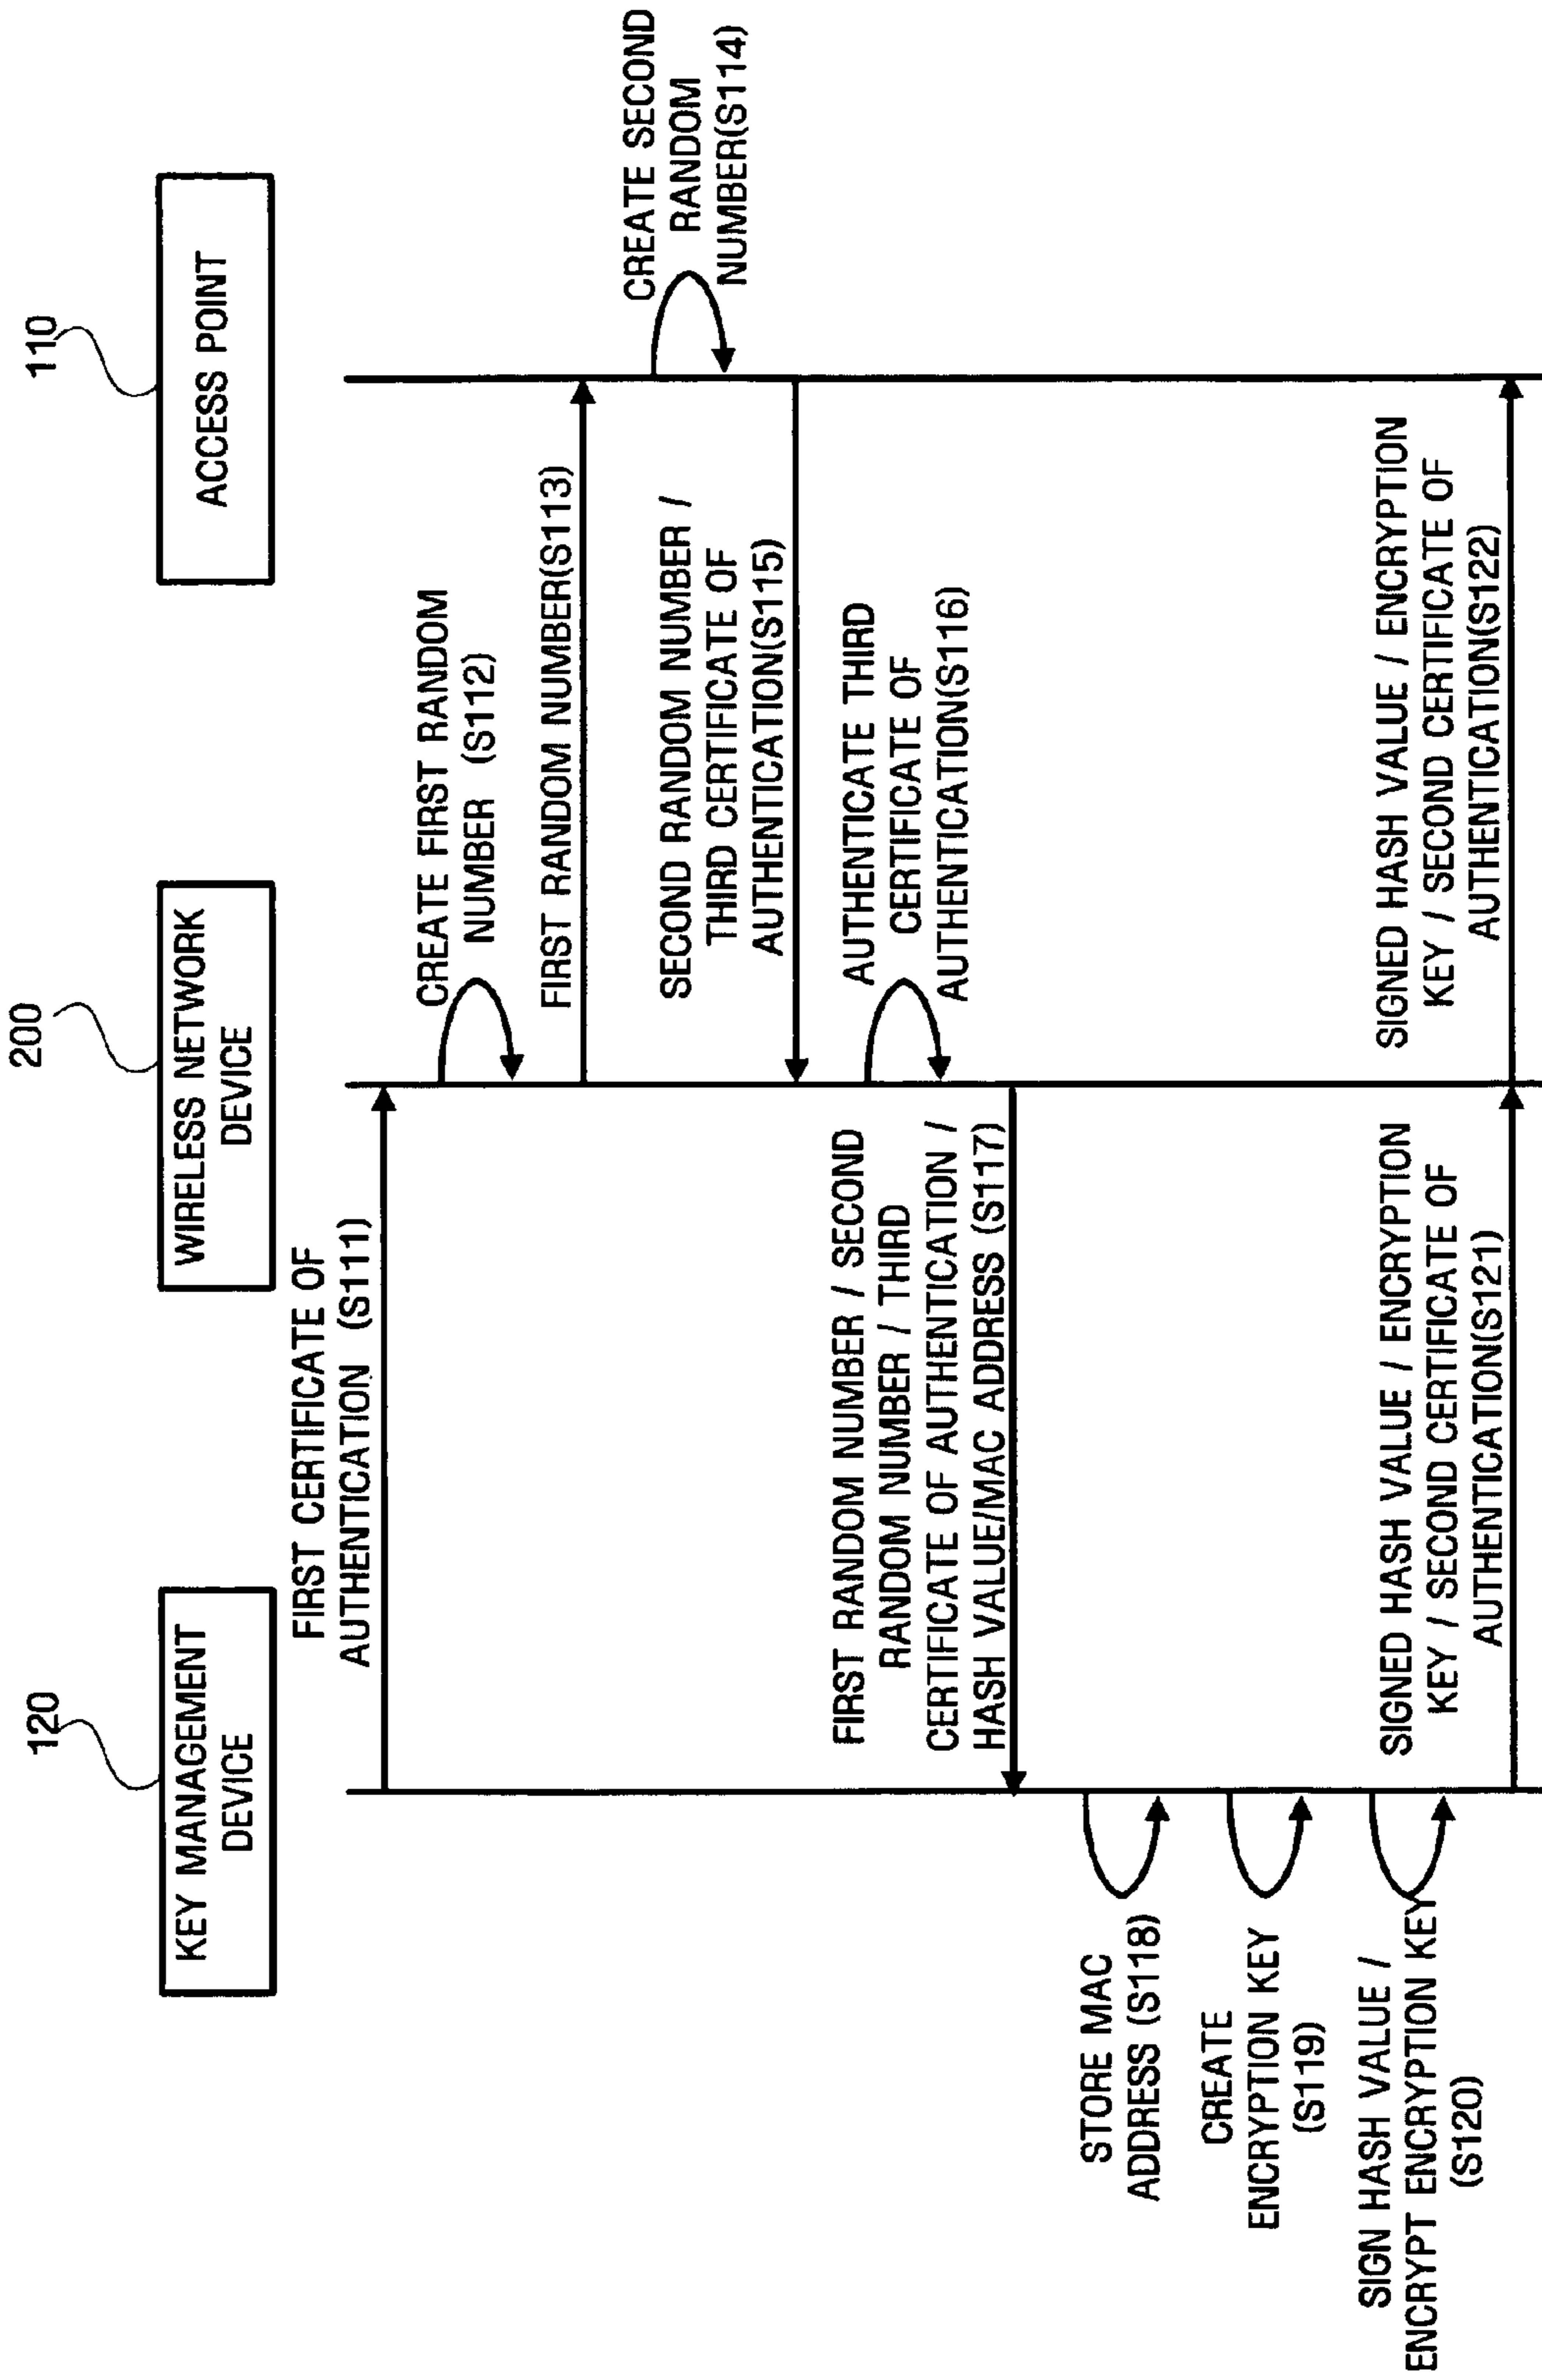 120
200
110
KEY MANAGEMENT
DEVICE
WIRELESS NETWORK
DEVICE
ACCESS POINT
FIRST CERTIFICATE OF
AUTHENTICATION (S111)
CREATE FIRST RANDOM
NUMBER (S112)
FIRST RANDOM NUMBER(S113)
CREATE SECOND
RANDOM
NUMBER(S114)
SECOND RANDOM NUMBER /
THIRD CERTIFICATE OF
AUTHENTICATION(S115)
AUTHENTICATE THIRD
CERTIFICATE OF
AUTHENTICATION(S116)
FIRST RANDOM NUMBER / SECOND
RANDOM NUMBER / THIRD
CERTIFICATE OF AUTHENTICATION /
HASH VALUE/MAC ADDRESS (S117)
STORE MAC
ADDRESS (S118)
CREATE
ENCRYPTION KEY
(S119)
SIGN HASH VALUE /
ENCRYPT ENCRYPTION KEY
(S120)
SIGNED HASH VALUE / ENCRYPTION
KEY / SECOND CERTIFICATE OF
AUTHENTICATION(S121)
SIGNED HASH VALUE / ENCRYPTION
KEY / SECOND CERTIFICATE OF
AUTHENTICATION(S122)